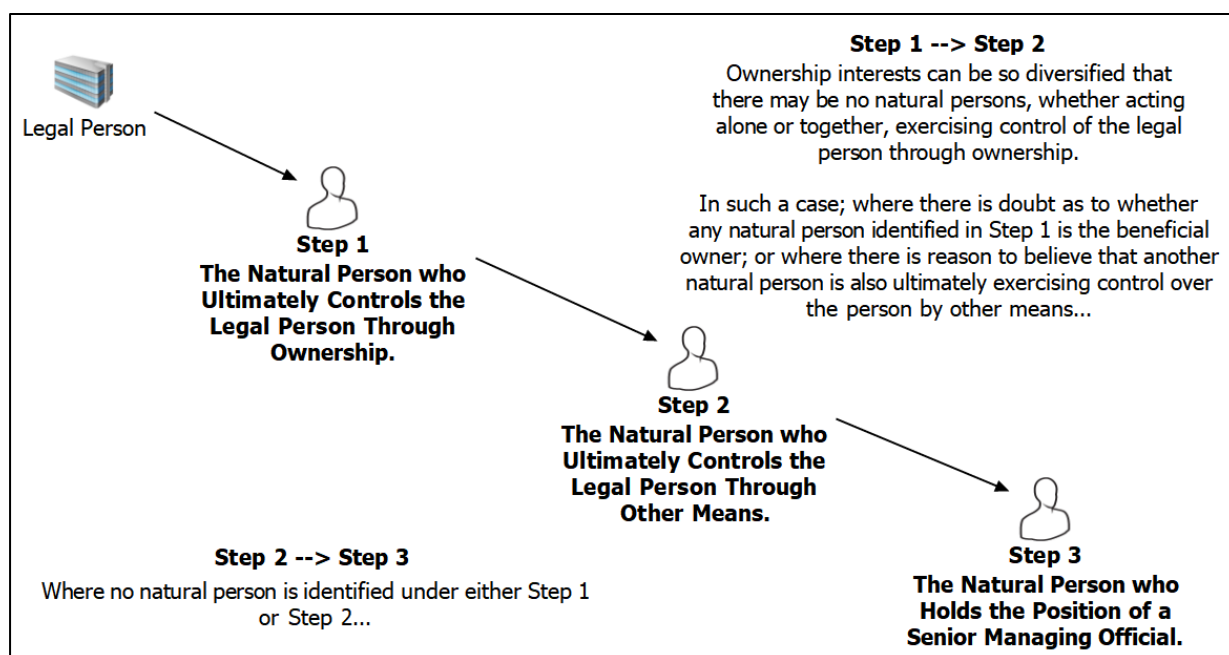 Legal Person
Step 1
The Natural Person who
Ultimately Controls the
Legal Person Through
Ownership.
Step 1 --> Step 2
Ownership interests can be so diversified that
there may be no natural persons, whether acting
alone or together, exercising control of the legal
person through ownership.
In such a case; where there is doubt as to whether
any natural person identified in Step 1 is the beneficial
owner; or where there is reason to believe that another
natural person is also ultimately exercising control over
the person by other means...
Step 2
The Natural Person who
Ultimately Controls the
Legal Person Through
Other Means.
Step 2 --> Step 3
Where no natural person is identified under either Step 1
or Step 2...
Step 3
The Natural Person who
Holds the Position of a
Senior Managing Official.